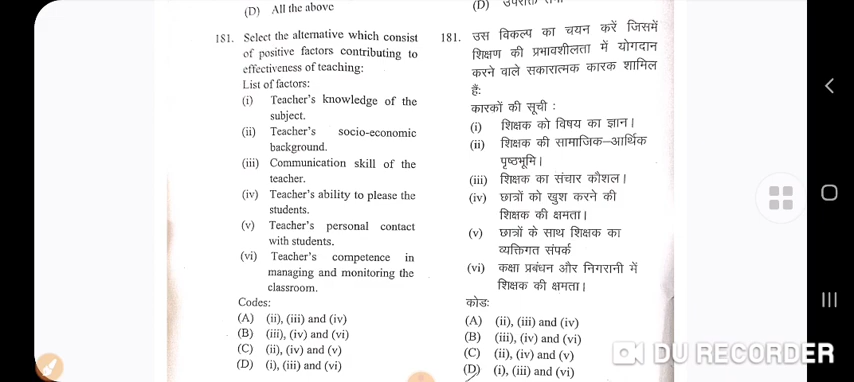 (D) All the above
181. Select the alternative which consist
of positive factors contributing to
effectiveness of teaching:
List of factors:
(i) Teacher's knowledge of the
subject.
(ii) Teacher's socio-economic
background.
(iii) Communication skill of the
teacher.
(iv) Teacher's ability to please the
students.
(v) Teacher's personal contact
with students.
(vi) Teacher's competence in
managing and monitoring the
classroom.
Codes:
(A) (ii), (iii) and (iv)
(B) (iii), (iv) and (vi)
(C) (ii), (iv) and (v)
(D) (i), (iii) and (vi)
(D)
181. उस विकल्प का चयन करें जिसमें
शिक्षण की प्रभावशीलता में योगदान
करने वाले सकारात्मक कारक शामिल
हैं:
कारकों की सूची :
(i) शिक्षक को विषय का ज्ञान।
(ii) शिक्षक की सामाजिक–आर्थिक
पृष्ठभूमि।
(iii) शिक्षक का संचार कौशल।
(iv) छात्रों को खुश करने की
शिक्षक की क्षमता।
(v) छात्रों के साथ शिक्षक का
व्यक्तिगत संपर्क
(vi) कक्षा प्रबंधन और निगरानी में
शिक्षक की क्षमता।
कोड:
(A) (ii), (iii) and (iv)
(B) (iii), (iv) and (vi)
(C) (ii), (iv) and (v)
(D) (i), (iii) and (vi)
DU RECORDER